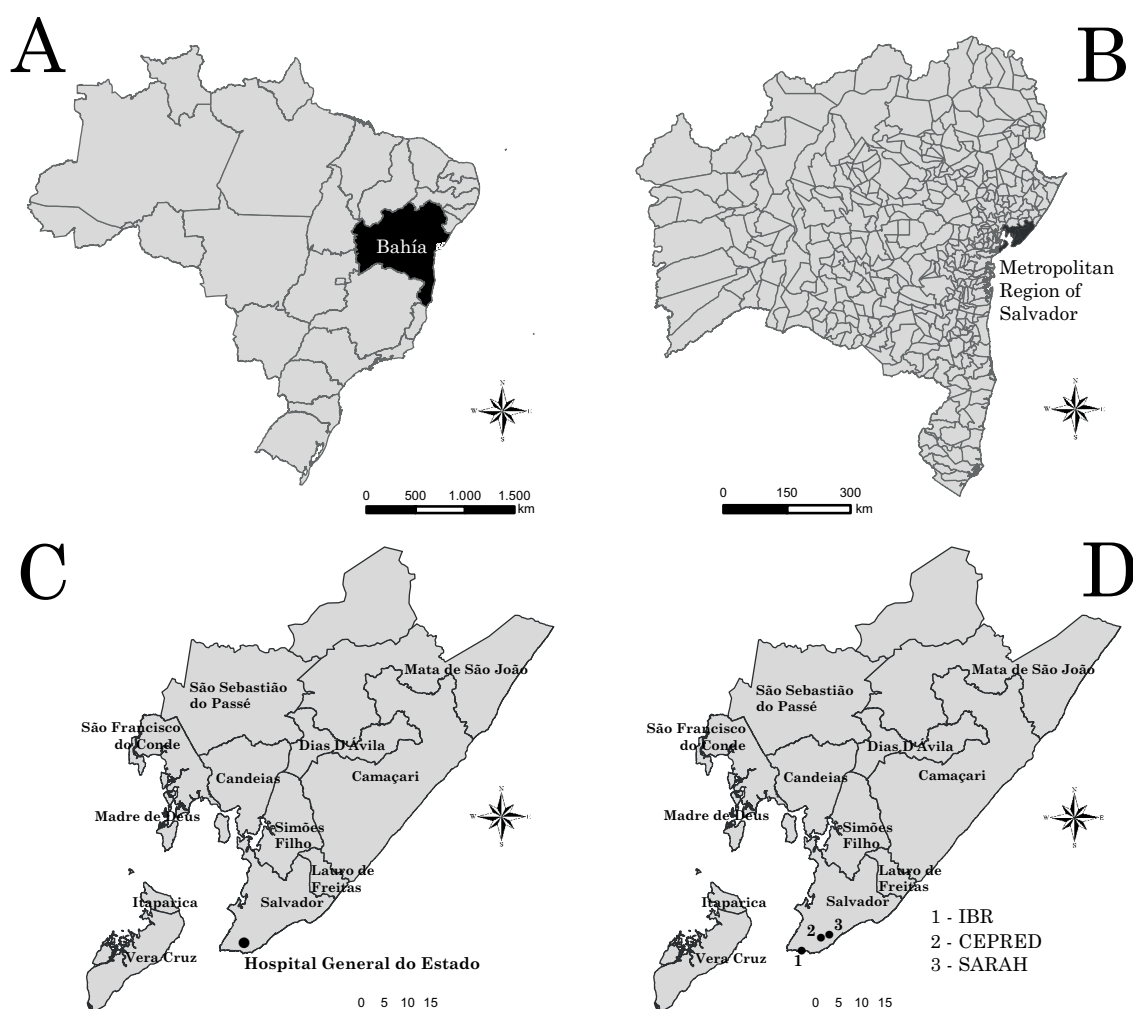 A
B
Bahía
Metropolitan
Region of
Salvador
N
W
E
S
N
W
E
S
0 500 1.000 1.500
km
0 150 300
km
C
D
Mata de São João
São Sebastião
do Passé
São Francisco
do Conde
Dias D'Ávila
Candeias
Camaçari
Madre de Deus
Simões
Filho
Lauro de
Freitas
Itaparica
Salvador
Vera Cruz
Hospital General do Estado
N
W
S
0 5 10 15
Mata de São João
São Sebastião
do Passé
São Francisco
do Conde
Dias D'Ávila
Candeias
Camaçari
Madre de Deus
Simões
Filho
Lauro de
Freitas
Itaparica
Salvador
Vera Cruz
1
2
3
N
W
E
S
1 - IBR
2 - CEPRED
3 - SARAH
0 5 10 15